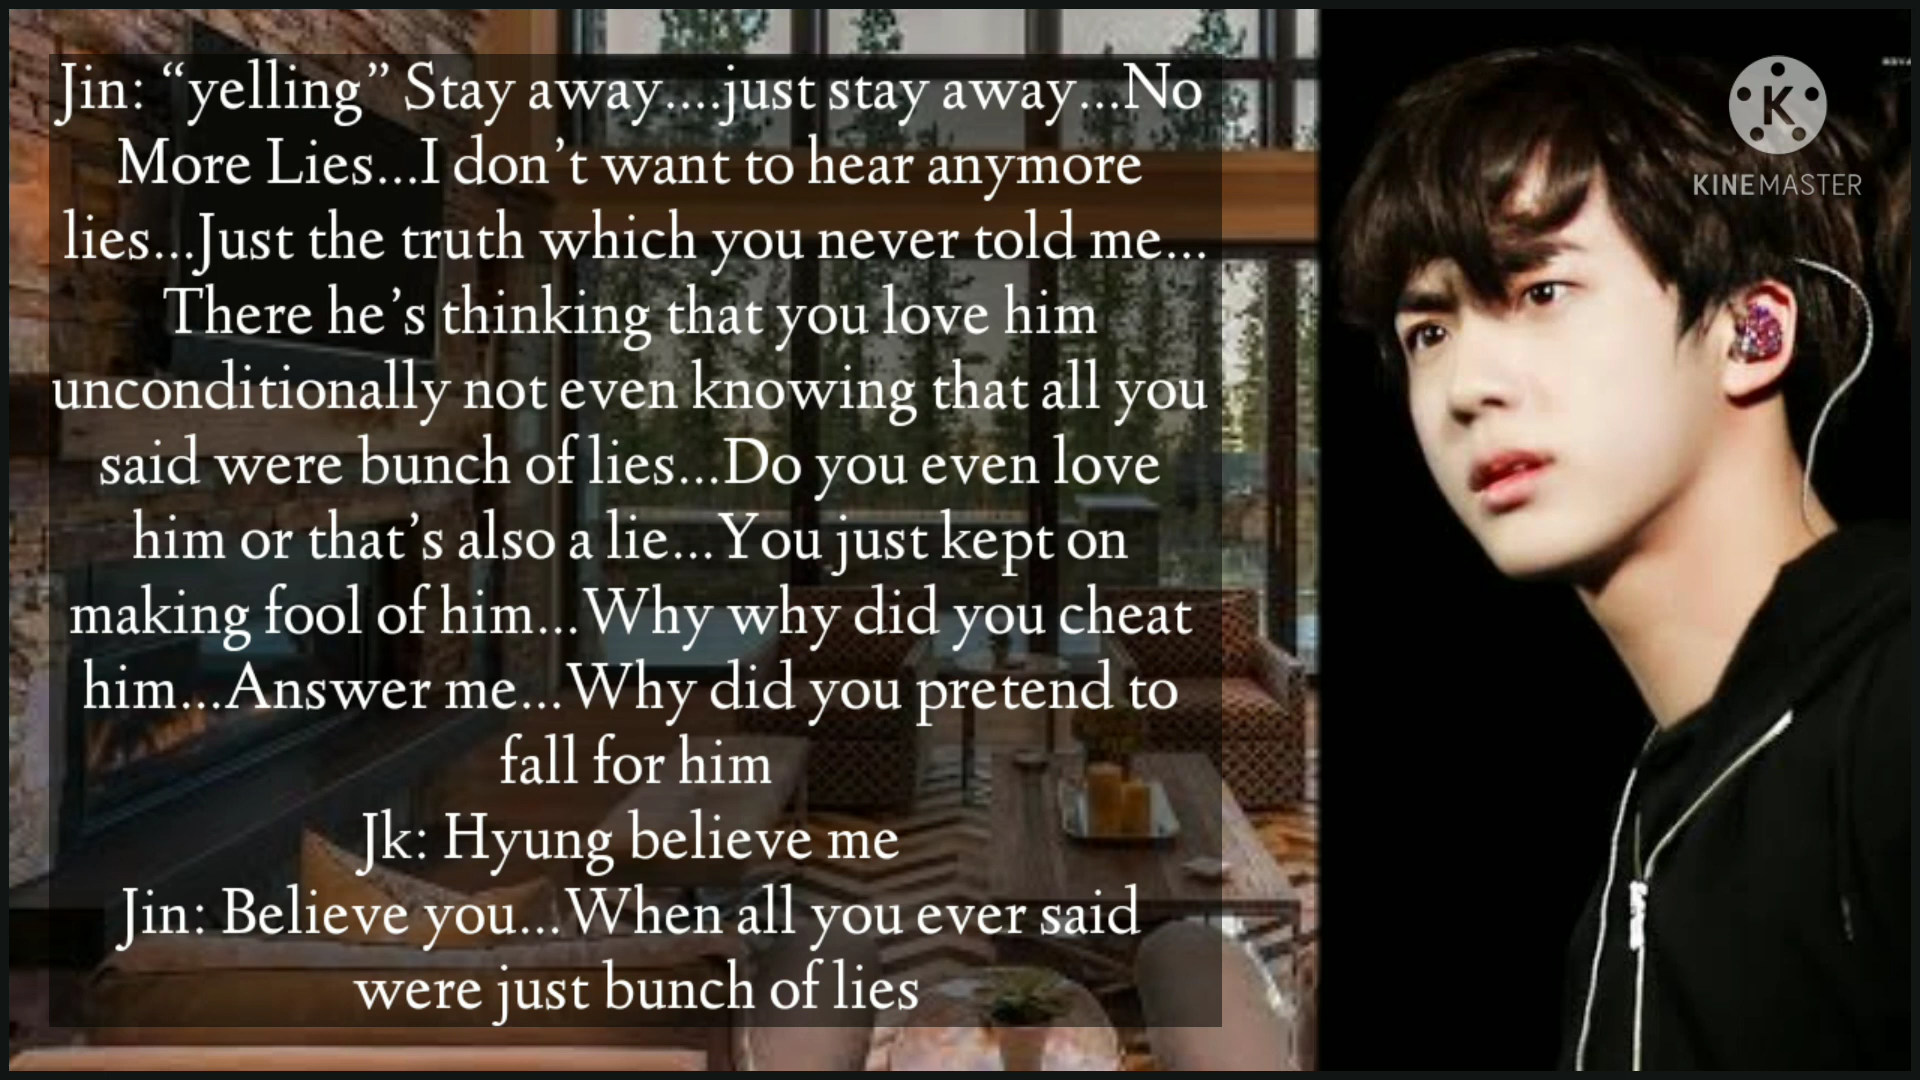 Jin: “yelling” Stay away....just stay away...No
More Lies...I don’t want to hear anymore
lies...Just the truth which you never told me...
There he’s thinking that you love him
unconditionally not even knowing that all you
said were bunch of lies...Do you even love
him or that’s also a lie...You just kept on
making fool of him...Why why did you cheat
him...Answer me...Why did you pretend to
fall for him
Jk: Hyung believe me
Jin: Believe you...When all you ever said
were just bunch of lies
K
KINEMASTER